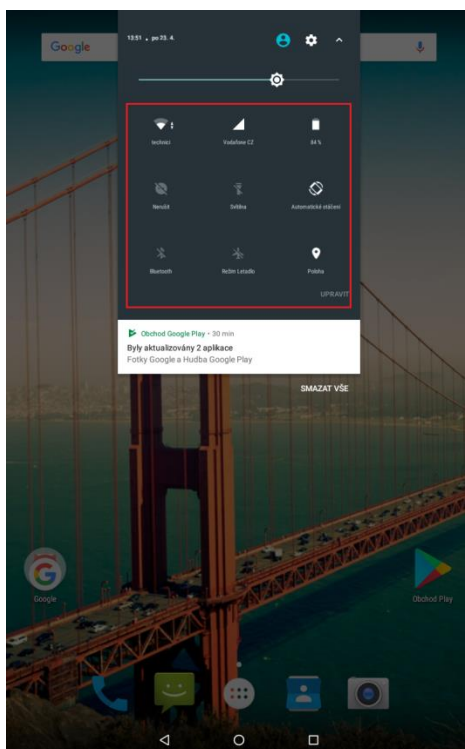 Google
13:51 • po 23. 4.
technici
Vodafone CZ
84 %
Nerušit
Svítilna
Automatické otáčení
Bluetooth
Režim Letadlo
Poloha
UPRAVIT
Obchod Google Play • 30 min
Byly aktualizovány 2 aplikace
Fotky Google a Hudba Google Play
SMAZAT VŠE
Google
Obchod Play